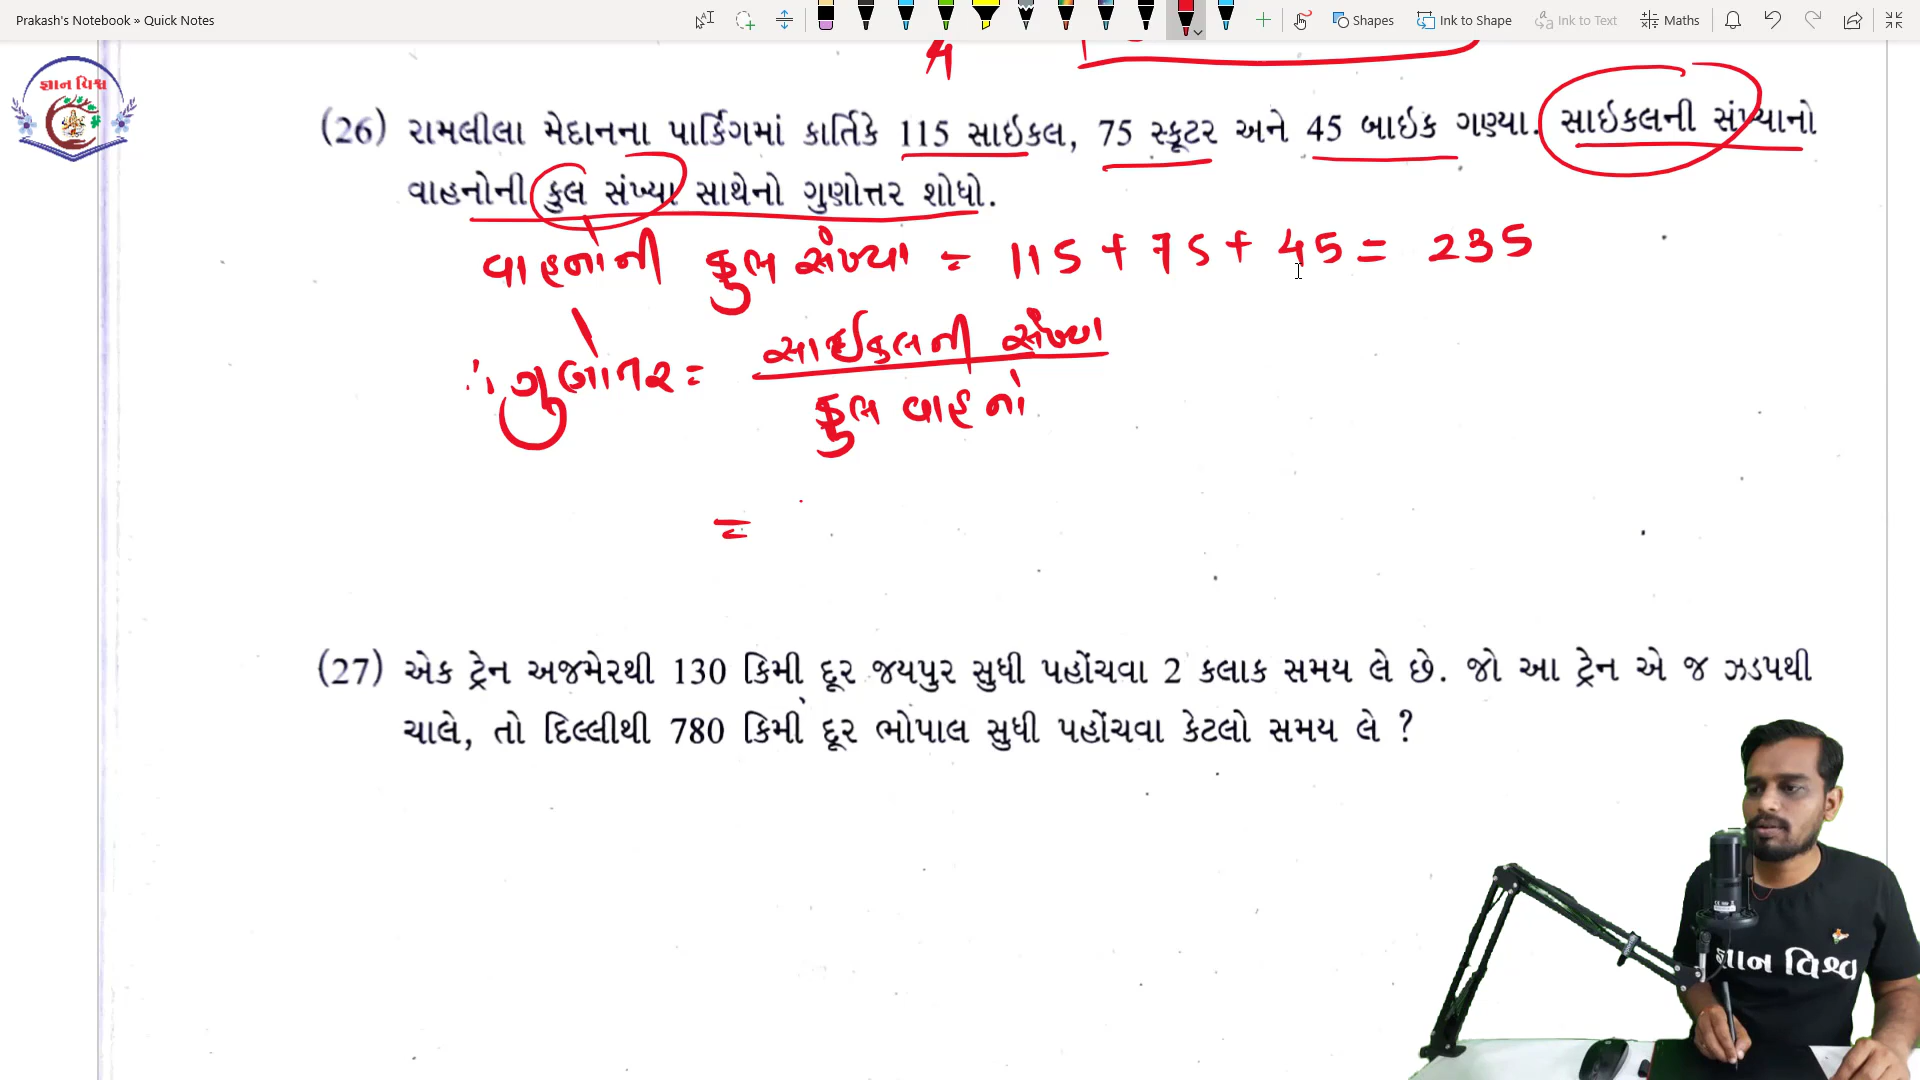 Prakash's Notebook » Quick Notes
Shapes Ink to Shape Ink to Text Maths
જ્ઞાન વિશ્વ
(26) રામલીલા મેદાનના પાર્કિંગમાં કાર્તિકે 115 સાઇકલ, 75 સ્કૂટર અને 45 બાઇક ગણ્યા. સાઇકલની સંખ્યાનો
વાહનોની કુલ સંખ્યા સાથેનો ગુણોત્તર શોધો.
વાહનોની કુલ સંખ્યા = 115 + 75 + 45 = 235
∴ ગુણોતર = સાઈકલની સંખ્યા
કુલ વાહનો
=
(27) એક ટ્રેન અજમેરથી 130 કિમી દૂર જયપુર સુધી પહોંચવા 2 કલાક સમય લે છે. જો આ ટ્રેન એ જ ઝડપથી
ચાલે, તો દિલ્લીથી 780 કિમી દૂર ભોપાલ સુધી પહોંચવા કેટલો સમય લે ?
જ્ઞાન વિશ્વ